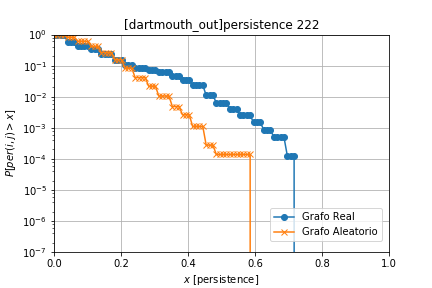 [dartmouth_out]persistence 222
P[per(i,j) > x]
10⁰
10⁻¹
10⁻²
10⁻³
10⁻⁴
10⁻⁵
10⁻⁶
10⁻⁷
Grafo Real
Grafo Aleatorio
0.0 0.2 0.4 0.6 0.8 1.0
x [persistence]